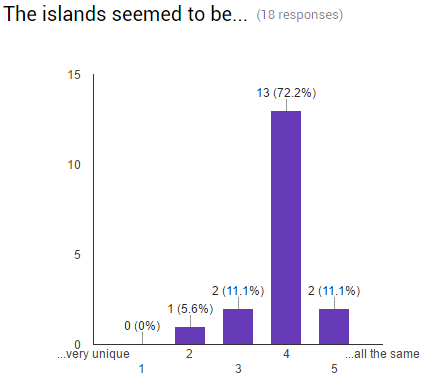 The islands seemed to be... (18 responses)
15
13 (72.2%)
10
5
2 (11.1%) 2 (11.1%)
1 (5.6%)
0 (0%)
0
...very unique 2 4 ...all the same
1 3 5